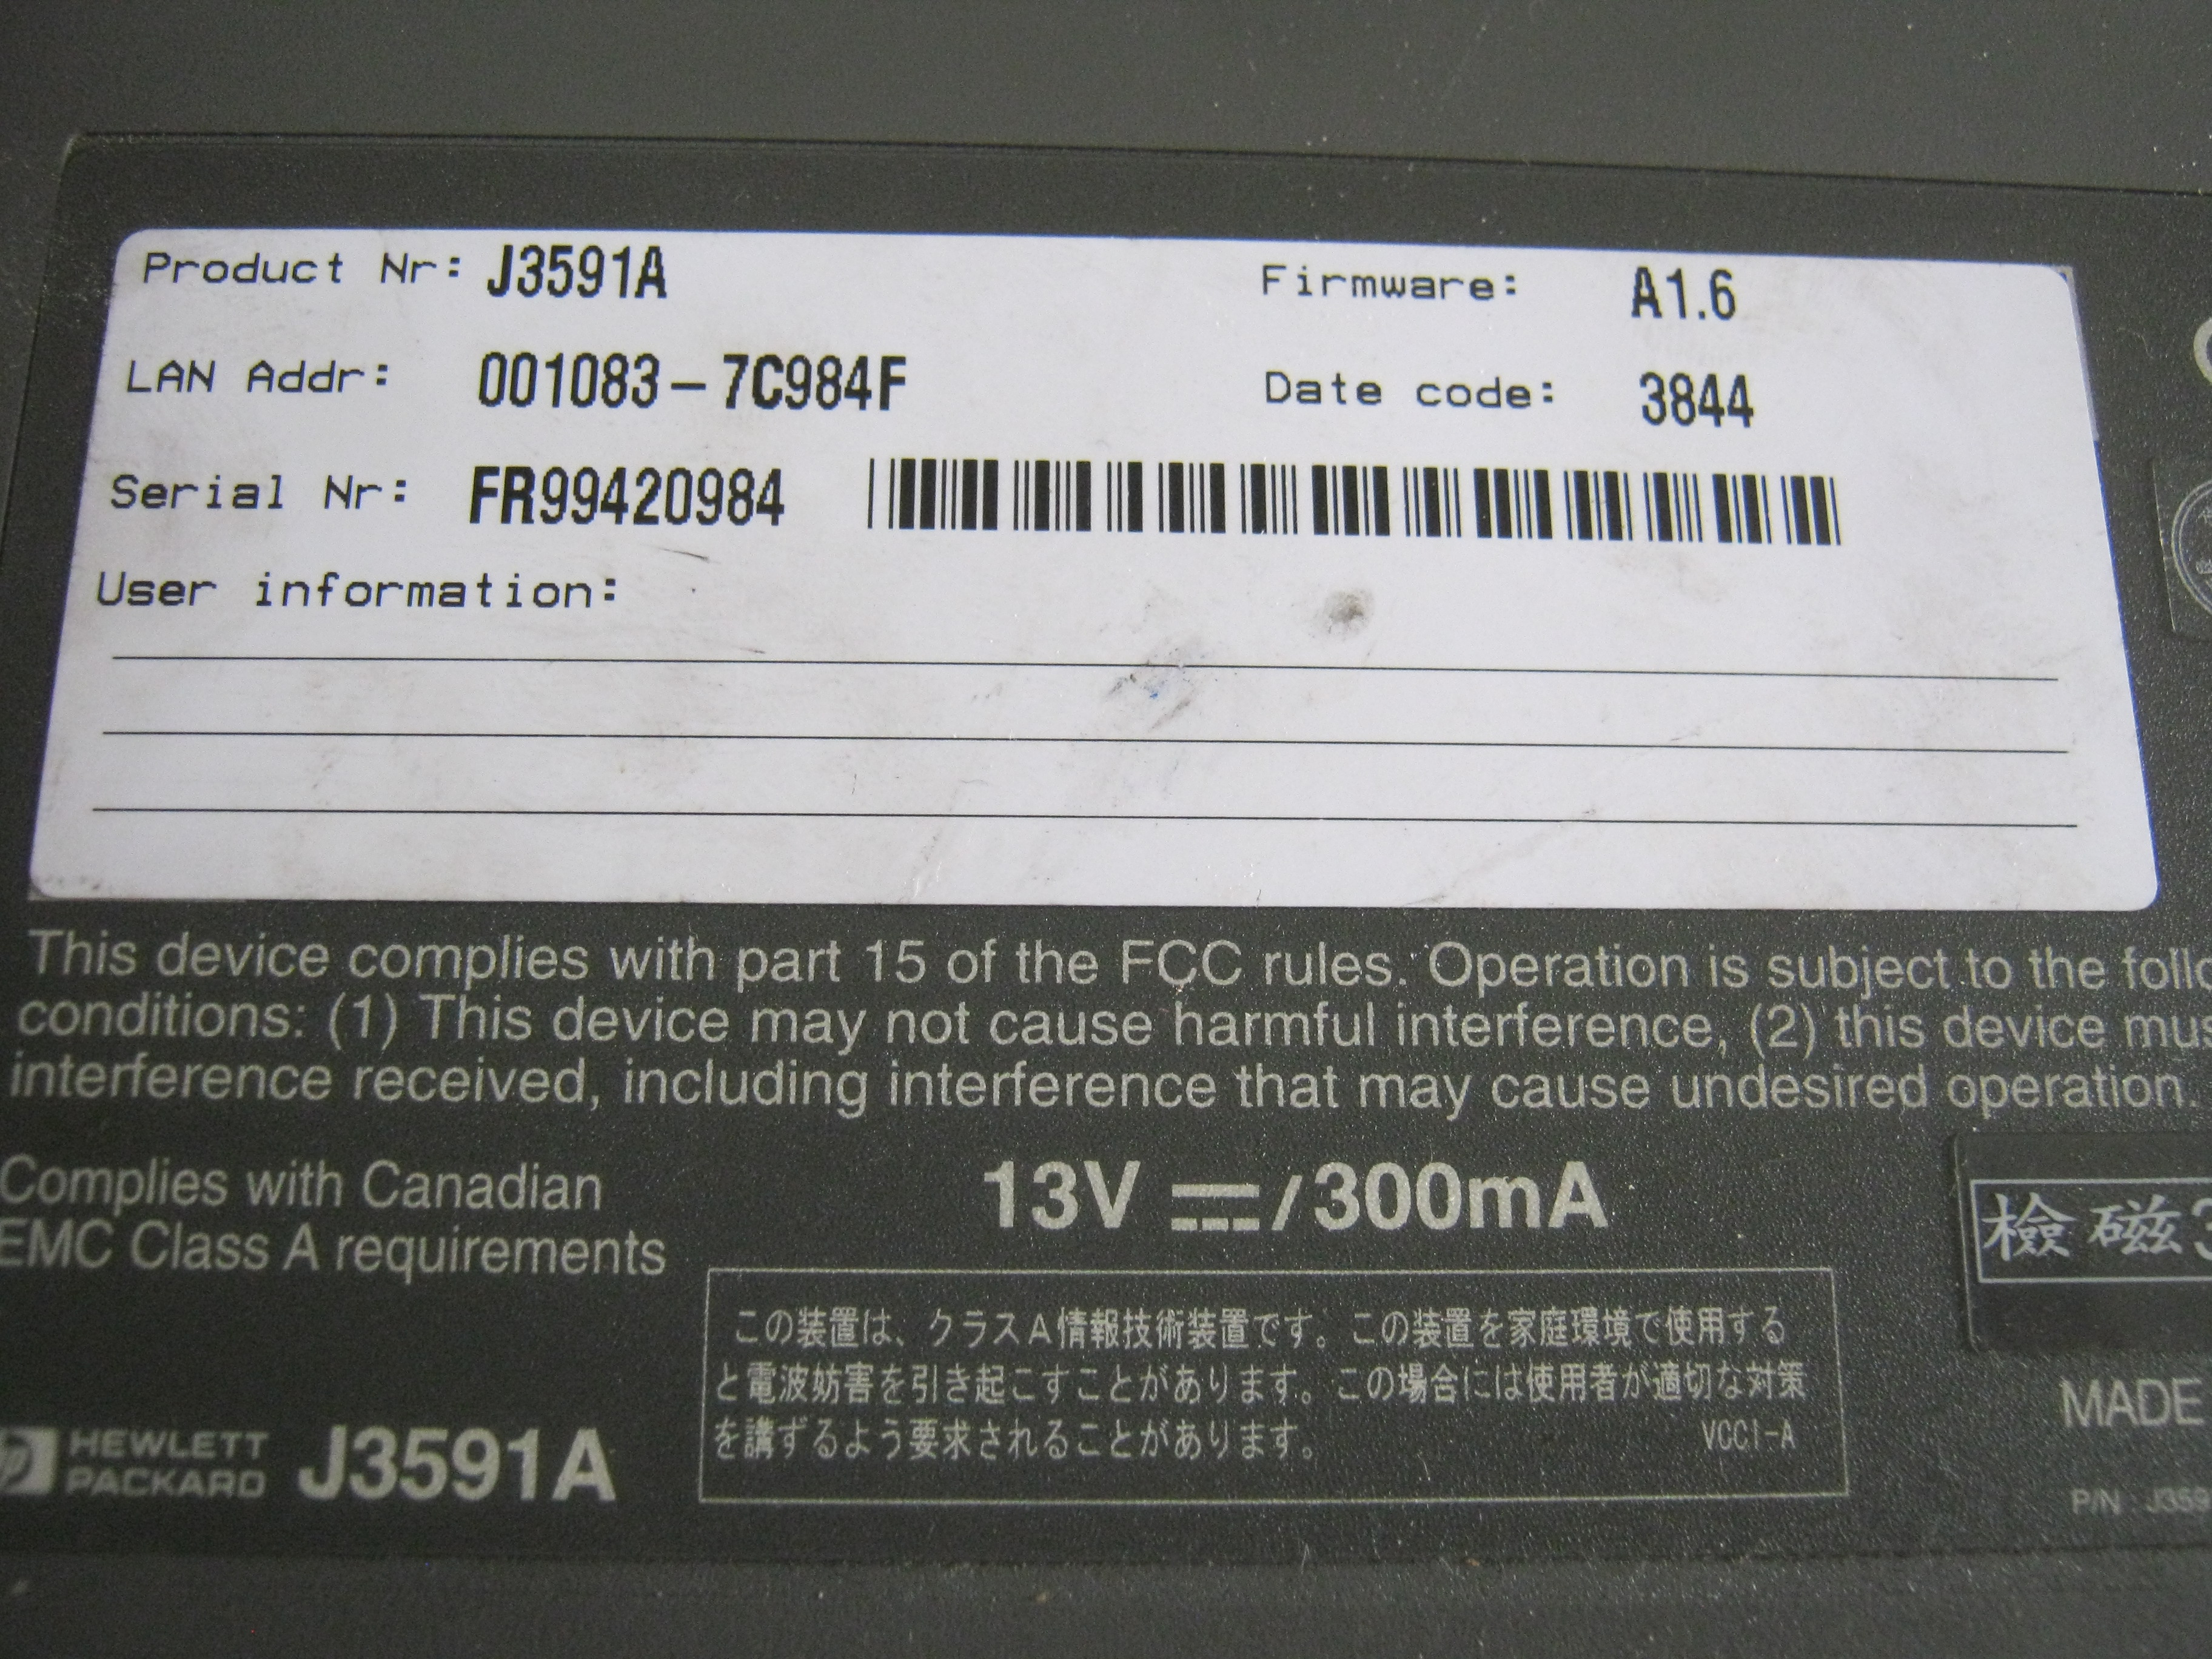 Product Nr: J3591A
Firmware: A1.6
LAN Addr: 001083-7C984F
Date code: 3844
Serial Nr: FR99420984
User information:
This device complies with part 15 of the FCC rules. Operation is subject to the
conditions: (1) This device may not cause harmful interference, (2) this device
interference received, including interference that may cause undesired operation.
Complies with Canadian
EMC Class A requirements
13V ⎓/300mA
檢磁3
この装置は、クラスA情報技術装置です。この装置を家庭環境で使用する
と電波妨害を引き起こすことがあります。この場合には使用者が適切な対策
を講ずるよう要求されることがあります。 VCCI-A
hp HEWLETT
PACKARD
J3591A
MADE
P/N : J359